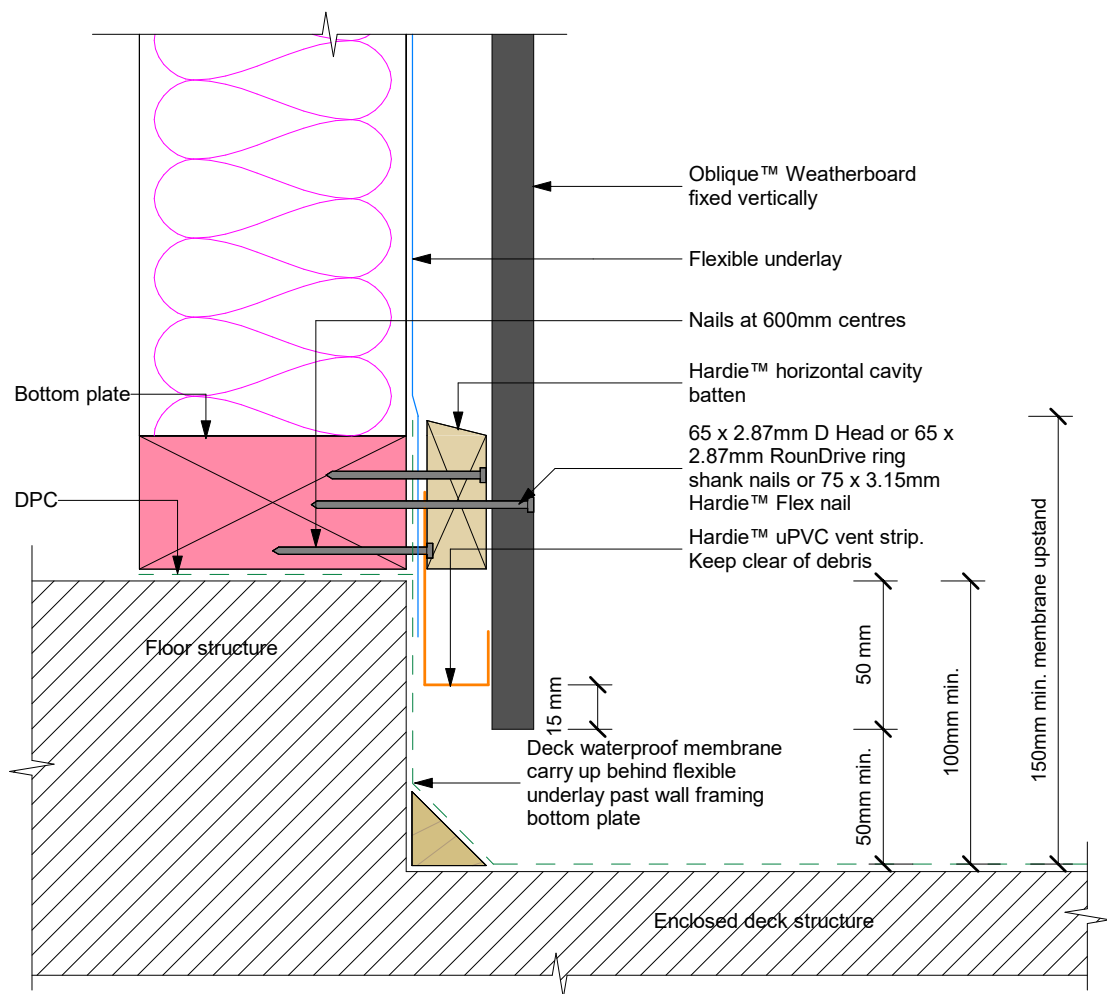 Oblique™ Weatherboard
fixed vertically
Flexible underlay
Nails at 600mm centres
Hardie™ horizontal cavity
batten
Bottom plate
65 x 2.87mm D Head or 65 x
2.87mm RounDrive ring
shank nails or 75 x 3.15mm
Hardie™ Flex nail
DPC
Hardie™ uPVC vent strip.
Keep clear of debris
Floor structure
15 mm
50 mm
50mm min.
100mm min.
150mm min. membrane upstand
Deck waterproof membrane
carry up behind flexible
underlay past wall framing
bottom plate
Enclosed deck structure